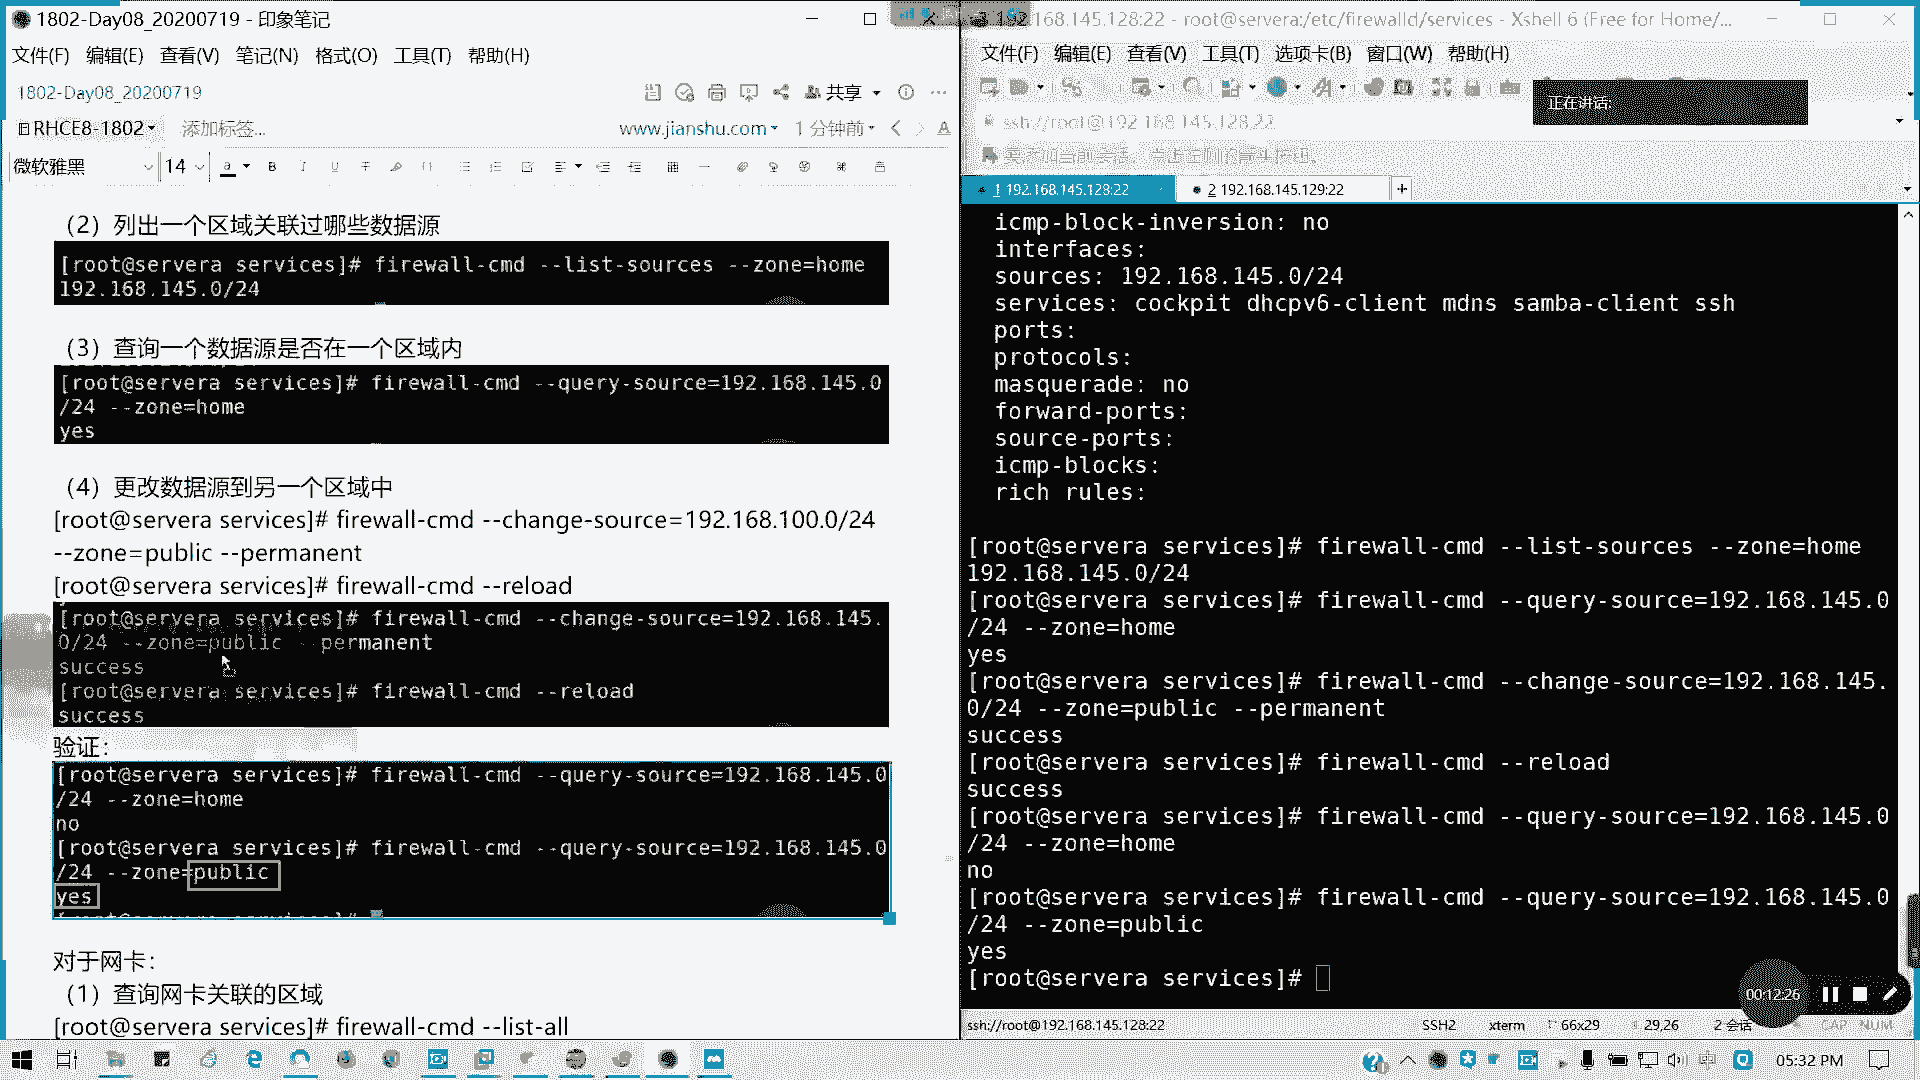 1802-Day08_20200719 - 印象笔记
文件(F) 编辑(E) 查看(V) 笔记(N) 格式(O) 工具(T) 帮助(H)
1802-Day08_20200719
共享
RHCE8-1802
添加标签...
www.jianshu.com
1 分钟前
微软雅黑
14
（2）列出一个区域关联过哪些数据源
[root@servera services]# firewall-cmd --list-sources --zone=home
192.168.145.0/24
（3）查询一个数据源是否在一个区域内
[root@servera services]# firewall-cmd --query-source=192.168.145.0
/24 --zone=home
yes
（4）更改数据源到另一个区域中
[root@servera services]# firewall-cmd --change-source=192.168.100.0/24
--zone=public --permanent
[root@servera services]# firewall-cmd --reload
[root@servera services]# firewall-cmd --change-source=192.168.145.
0/24 --zone=public --permanent
success
[root@servera services]# firewall-cmd --reload
success
验证：
[root@servera services]# firewall-cmd --query-source=192.168.145.0
/24 --zone=home
no
[root@servera services]# firewall-cmd --query-source=192.168.145.0
/24 --zone=public
yes
对于网卡：
（1）查询网卡关联的区域
[root@servera services]# firewall-cmd --list-all
168.145.128:22 - root@servera:/etc/firewalld/services - Xshell 6 (Free for Home/...
文件(F) 编辑(E) 查看(V) 工具(T) 选项卡(B) 窗口(W) 帮助(H)
正在讲话:
ssh://root@192.168.145.128:22
要添加当前会话，点击左侧的箭头按钮。
1 192.168.145.128:22
2 192.168.145.129:22
icmp-block-inversion: no
interfaces:
sources: 192.168.145.0/24
services: cockpit dhcpv6-client mdns samba-client ssh
ports:
protocols:
masquerade: no
forward-ports:
source-ports:
icmp-blocks:
rich rules:
[root@servera services]# firewall-cmd --list-sources --zone=home
192.168.145.0/24
[root@servera services]# firewall-cmd --query-source=192.168.145.0
/24 --zone=home
yes
[root@servera services]# firewall-cmd --change-source=192.168.145.
0/24 --zone=public --permanent
success
[root@servera services]# firewall-cmd --reload
success
[root@servera services]# firewall-cmd --query-source=192.168.145.0
/24 --zone=home
no
[root@servera services]# firewall-cmd --query-source=192.168.145.0
/24 --zone=public
yes
[root@servera services]#
00:12:26
ssh://root@192.168.145.128:22
SSH2
xterm
66x29
29,26
2 会话
CAP NUM
05:32 PM